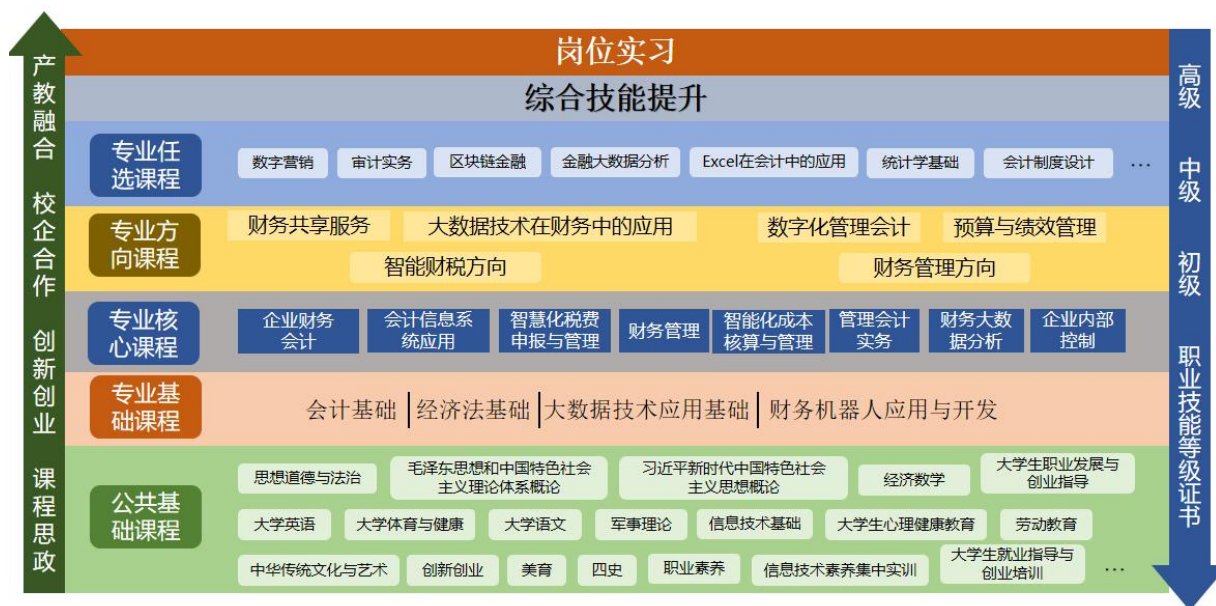 岗位实习
综合技能提升
专业任
选课程
数字营销
审计实务
区块链金融
金融大数据分析
Excel在会计中的应用
统计学基础
会计制度设计
...
专业方
向课程
财务共享服务
大数据技术在财务中的应用
数字化管理会计
预算与绩效管理
智能财税方向
财务管理方向
专业核
心课程
企业财务
会计
会计信息系
统应用
智慧化税费
申报与管理
财务管理
智能化成本
核算与管理
管理会计
实务
财务大数
据分析
企业内部
控制
专业基
础课程
会计基础
经济法基础
大数据技术应用基础
财务机器人应用与开发
公共基
础课程
思想道德与法治
毛泽东思想和中国特色社会
主义理论体系概论
习近平新时代中国特色社会
主义思想概论
经济数学
大学生职业发展与
创业指导
大学英语
大学体育与健康
大学语文
军事理论
信息技术基础
大学生心理健康教育
劳动教育
中华传统文化与艺术
创新创业
美育
四史
职业素养
信息技术素养集中实训
大学生就业指导与
创业培训
...
产教融合 校企合作 创新创业 课程思政
高级 中级 初级 职业技能等级证书